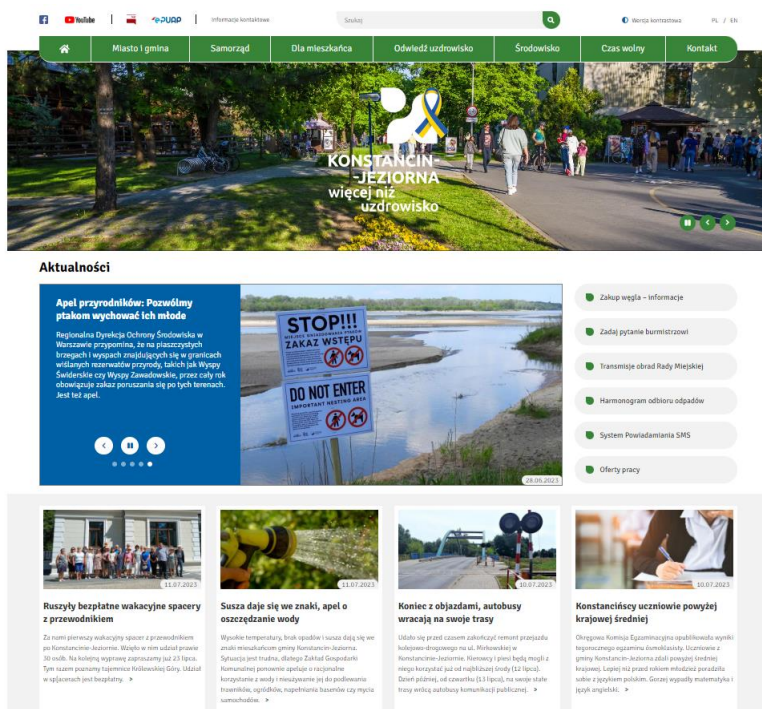 YouTube
ePUAP
Informacje kontaktowe
Szukaj
Wersja kontrastowa
PL / EN
Miasto i gmina
Samorząd
Dla mieszkańca
Odwiedź uzdrowisko
Środowisko
Czas wolny
Kontakt
KONSTANCIN-
-JEZIORNA
więcej niż
uzdrowisko
Aktualności
Apel przyrodników: Pozwólmy
ptakom wychować ich młode
Regionalna Dyrekcja Ochrony Środowiska w
Warszawie przypomina, że na piaszczystych
brzegach i wyspach znajdujących się w granicach
wiślanych rezerwatów przyrody, takich jak Wyspy
Świderskie czy Wyspy Zawadowskie, przez cały rok
obowiązuje zakaz poruszania się po tych terenach.
Jest też apel.
STOP!!!
MIEJSCE GNIAZDOWANIA PTAKÓW
ZAKAZ WSTĘPU
DO NOT ENTER
IMPORTANT NESTING AREA
28.06.2023
Zakup węgla – informacje
Zadaj pytanie burmistrzowi
Transmisje obrad Rady Miejskiej
Harmonogram odbioru odpadów
System Powiadamiania SMS
Oferty pracy
11.07.2023
Ruszyły bezpłatne wakacyjne spacery
z przewodnikiem
Za nami pierwszy wakacyjny spacer z przewodnikiem
po Konstancinie-Jeziornie. Wzięło w nim udział prawie
30 osób. Na kolejną wyprawę zapraszamy już 23 lipca.
Tym razem poznamy tajemnice Królewskiej Góry. Udział
w sp[acerach jest bezpłatny. >
11.07.2023
Susza daje się we znaki, apel o
oszczędzanie wody
Wysokie temperatury, brak opadów i susza dają się we
znaki mieszkańcom gminy Konstancin-Jeziorna.
Sytuacja jest trudna, dlatego Zakład Gospodarki
Komunalnej ponownie apeluje o racjonalne
korzystanie z wody i nieużywanie jej do podlewania
trawników, ogródków, napełniania basenów czy mycia
samochodów. >
10.07.2023
Koniec z objazdami, autobusy
wracają na swoje trasy
Udało się przed czasem zakończyć remont przejazdu
kolejowo-drogowego na ul. Mirkowskiej w
Konstancinie-Jeziornie. Kierowcy i piesi będą mogli z
niego korzystać już od najbliższej środy (12 lipca).
Dzień później, od czwartku (13 lipca), na swoje stałe
trasy wrócą autobusy komunikacji publicznej. >
10.07.2023
Konstancińscy uczniowie powyżej
krajowej średniej
Okręgowa Komisja Egzaminacyjna opublikowała wyniki
tegorocznego egzaminu ósmoklasisty. Uczniowie z
gminy Konstancin-Jeziorna zdali powyżej średniej
krajowej. Lepiej niż przed rokiem młodzież poradziła
sobie z językiem polskim. Gorzej wypadły matematyka i
język angielski. >